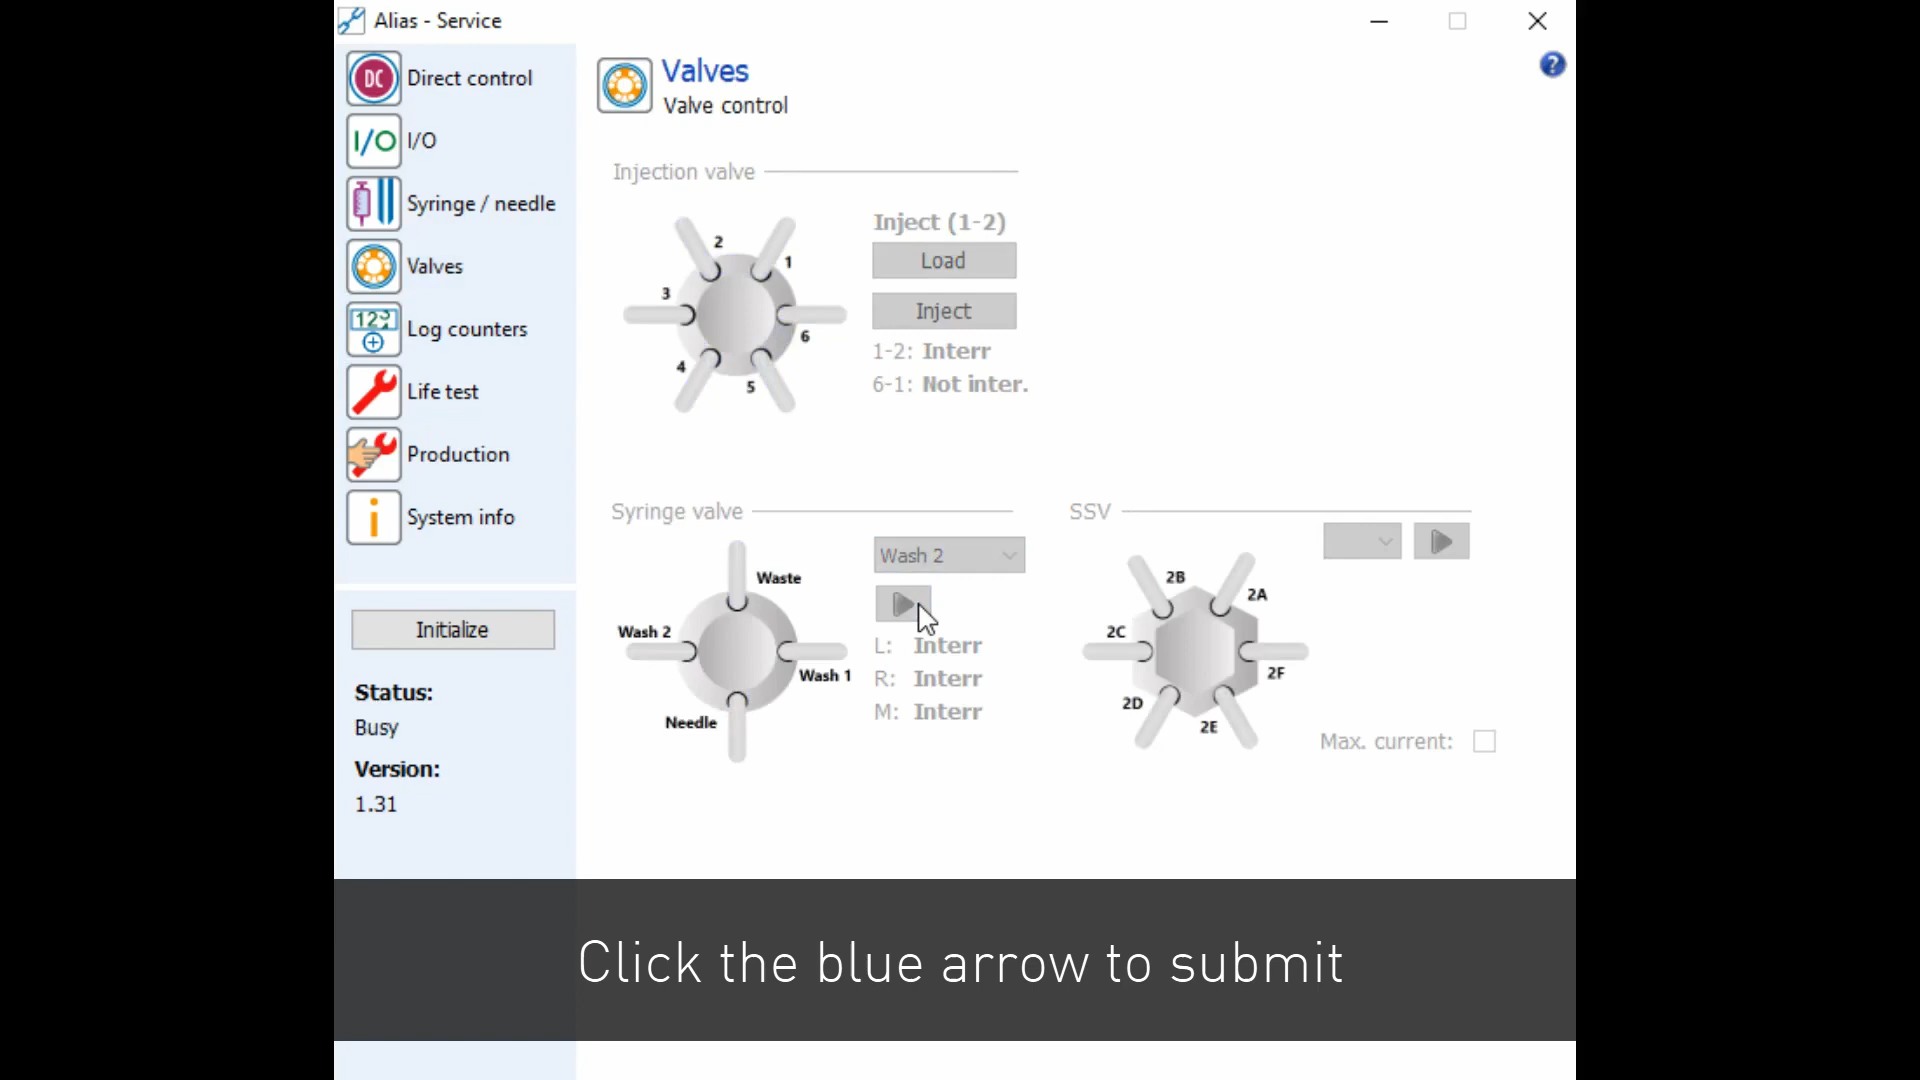 Alias - Service
DC
Direct control
I/O
I/O
Syringe / needle
Valves
123
Log counters
Life test
Production
i
System info
Initialize
Status:
Busy
Version:
1.31
?
Valves
Valve control
Injection valve
2
1
3
6
4
5
Inject (1-2)
Load
Inject
1-2: Interr
6-1: Not inter.
Syringe valve
Waste
Wash 2
Wash 1
Needle
Wash 2
L: Interr
R: Interr
M: Interr
SSV
2B
2A
2C
2F
2D
2E
Max. current:
Click the blue arrow to submit